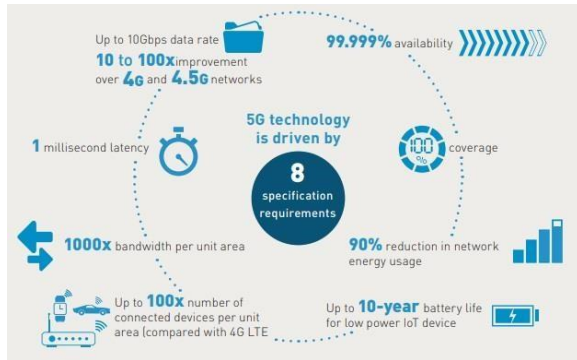 Up to 10Gbps data rate
10 to 100x improvement
over 4G and 4.5G networks
99.999% availability
5G technology
is driven by
8
specification
requirements
1 millisecond latency
100
%
coverage
1000x bandwidth per unit area
90% reduction in network
energy usage
Up to 100x number of
connected devices per unit
area (compared with 4G LTE
Up to 10-year battery life
for low power IoT device